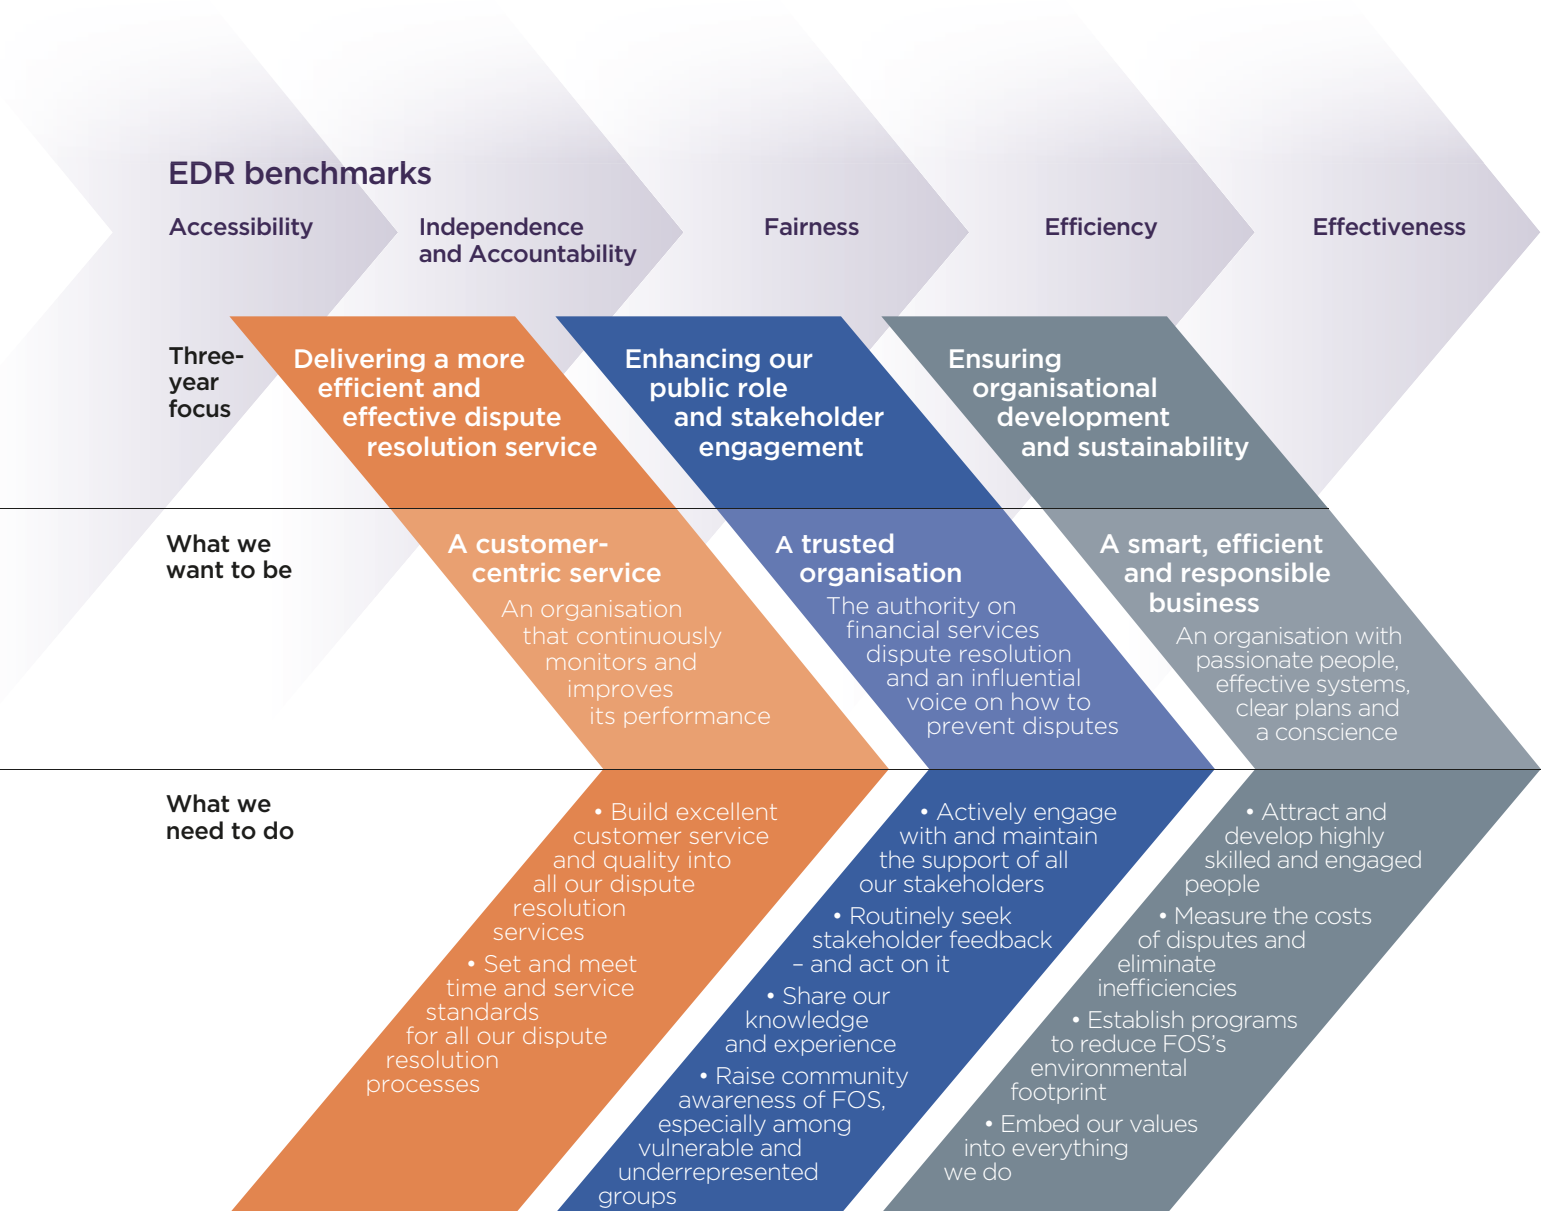 EDR benchmarks
Accessibility
Independence
and Accountability
Fairness
Efficiency
Effectiveness
Three-
year
focus
Delivering a more
efficient and
effective dispute
resolution service
Enhancing our
public role
and stakeholder
engagement
Ensuring
organisational
development
and sustainability
What we
want to be
A customer-
centric service
An organisation
that continuously
monitors and
improves
its performance
A trusted
organisation
The authority on
financial services
dispute resolution
and an influential
voice on how to
prevent disputes
A smart, efficient
and responsible
business
An organisation with
passionate people,
effective systems,
clear plans and
a conscience
What we
need to do
• Build excellent
customer service
and quality into
all our dispute
resolution
services
• Set and meet
time and service
standards
for all our dispute
resolution
processes
• Actively engage
with and maintain
the support of all
our stakeholders
• Routinely seek
stakeholder feedback
– and act on it
• Share our
knowledge
and experience
• Raise community
awareness of FOS,
especially among
vulnerable and
underrepresented
groups
• Attract and
develop highly
skilled and engaged
people
• Measure the costs
of disputes and
eliminate
inefficiencies
• Establish programs
to reduce FOS's
environmental
footprint
• Embed our values
into everything
we do